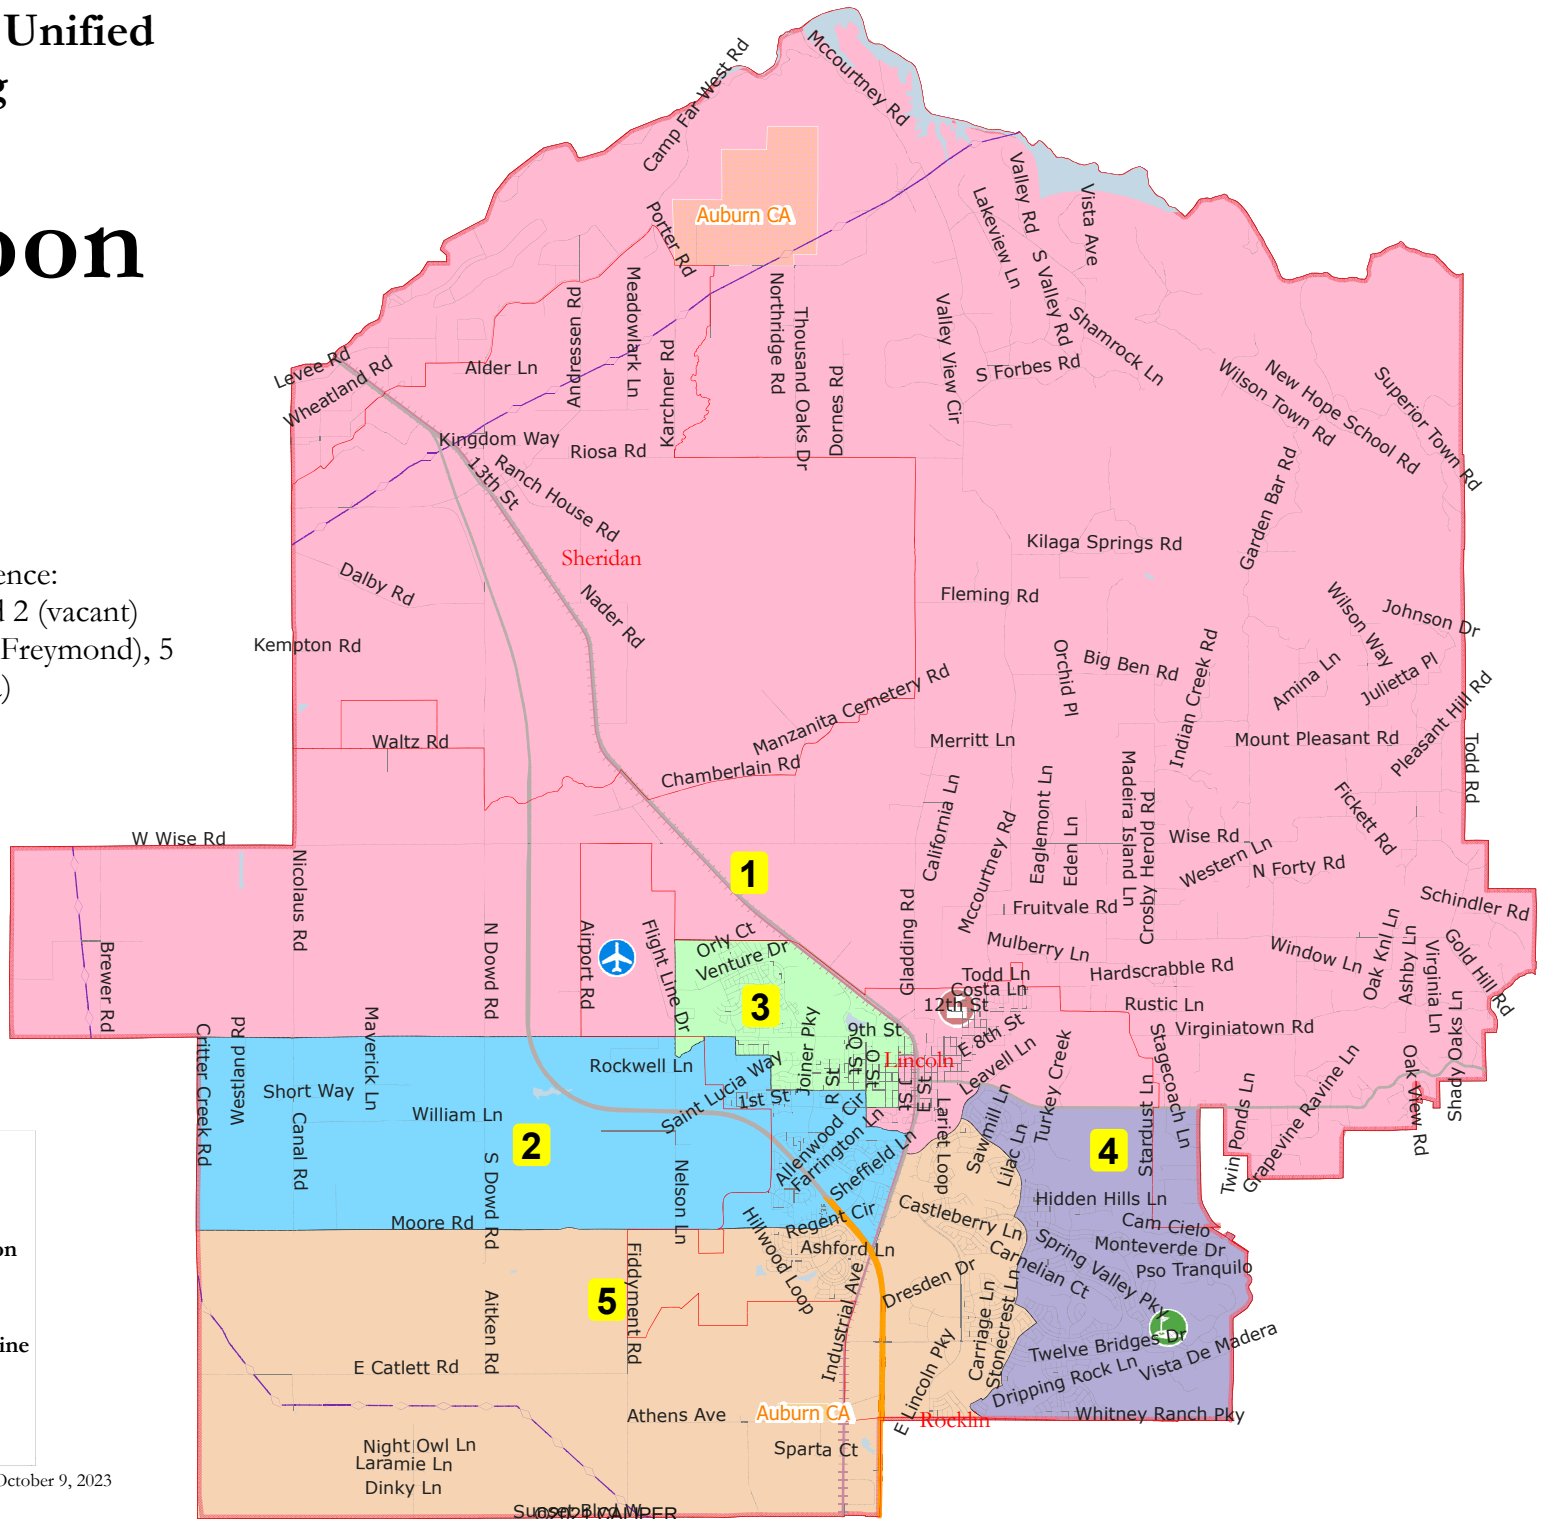 Unified
g
oon
ence:
d 2 (vacant)
Freymond), 5
)
on
ine
October 9, 2023
Mccourtney Rd
Camp Far West Rd
Auburn CA
Porter Rd
Valley Rd
Lakeview Ln
Vista Ave
S Valley Rd
Meadowlark Ln
Andressen Rd
Karchner Rd
Northridge Rd
Thousand Oaks Dr
Dornes Rd
Valley View Cir
Shamrock Ln
S Forbes Rd
Levee Rd
Wheatland Rd
Alder Ln
Wilson Town Rd
New Hope School Rd
Superior Town Rd
Kingdom Way
Riosa Rd
13th St
Ranch House Rd
Garden Bar Rd
Sheridan
Kilaga Springs Rd
Dalby Rd
Nader Rd
Fleming Rd
Wilson Way
Johnson Dr
Kempton Rd
Orchid Pl
Big Ben Rd
Indian Creek Rd
Amina Ln
Julietta Pl
Pleasant Hill Rd
Manzanita Cemetery Rd
Waltz Rd
Merritt Ln
Mount Pleasant Rd
Todd Rd
Chamberlain Rd
California Ln
Eaglemont Ln
Eden Ln
Madeira Island Ln
Crosby Herold Rd
Fickett Rd
W Wise Rd
Wise Rd
Western Ln
N Forty Rd
1
Nicolaus Rd
Mccourtney Rd
Fruitvale Rd
Schindler Rd
Gladding Rd
Brewer Rd
N Dowd Rd
Airport Rd
Flight Line Dr
Orly Ct
Venture Dr
Mulberry Ln
Window Ln
Oak Knl Ln
Ashby Ln
Virginia Ln
Gold Hill Rd
Todd Ln
Hardscrabble Rd
Costa Ln
12th St
Rustic Ln
3
9th St
E 8th St
Virginiatown Rd
Critter Creek Rd
Westland Rd
Maverick Ln
Joiner Pky
Q St
O St
Lincoln
Leavell Ln
Turkey Creek
Stagecoach Ln
Shady Oaks Ln
Rockwell Ln
Saint Lucia Way
R St
1st St
J St
E St
Short Way
Canal Rd
William Ln
Lariet Loop
Sawmill Ln
Stardust Ln
Twin Ponds Ln
Grapevine Ravine Ln
Oak View Rd
2
Allenwood Cir
Farrington Ln
Sheffield Ln
Lilac Ln
4
S Dowd Rd
Nelson Ln
Moore Rd
Regent Cir
Castleberry Ln
Hidden Hills Ln
Cam Cielo
Hillwood Loop
Ashford Ln
Monteverde Dr
Spring Valley Pky
Carnelian Ct
Pso Tranquilo
Fiddyment Rd
5
Aitken Rd
Industrial Ave
Dresden Dr
Carriage Ln
Stonecrest Ln
Twelve Bridges Dr
Vista De Madera
E Catlett Rd
E Lincoln Pky
Dripping Rock Ln
Athens Ave
Auburn CA
Rocklin
Whitney Ranch Pky
Night Owl Ln
Sparta Ct
Laramie Ln
Dinky Ln
Sunset Blvd W
©2021 CALIPER